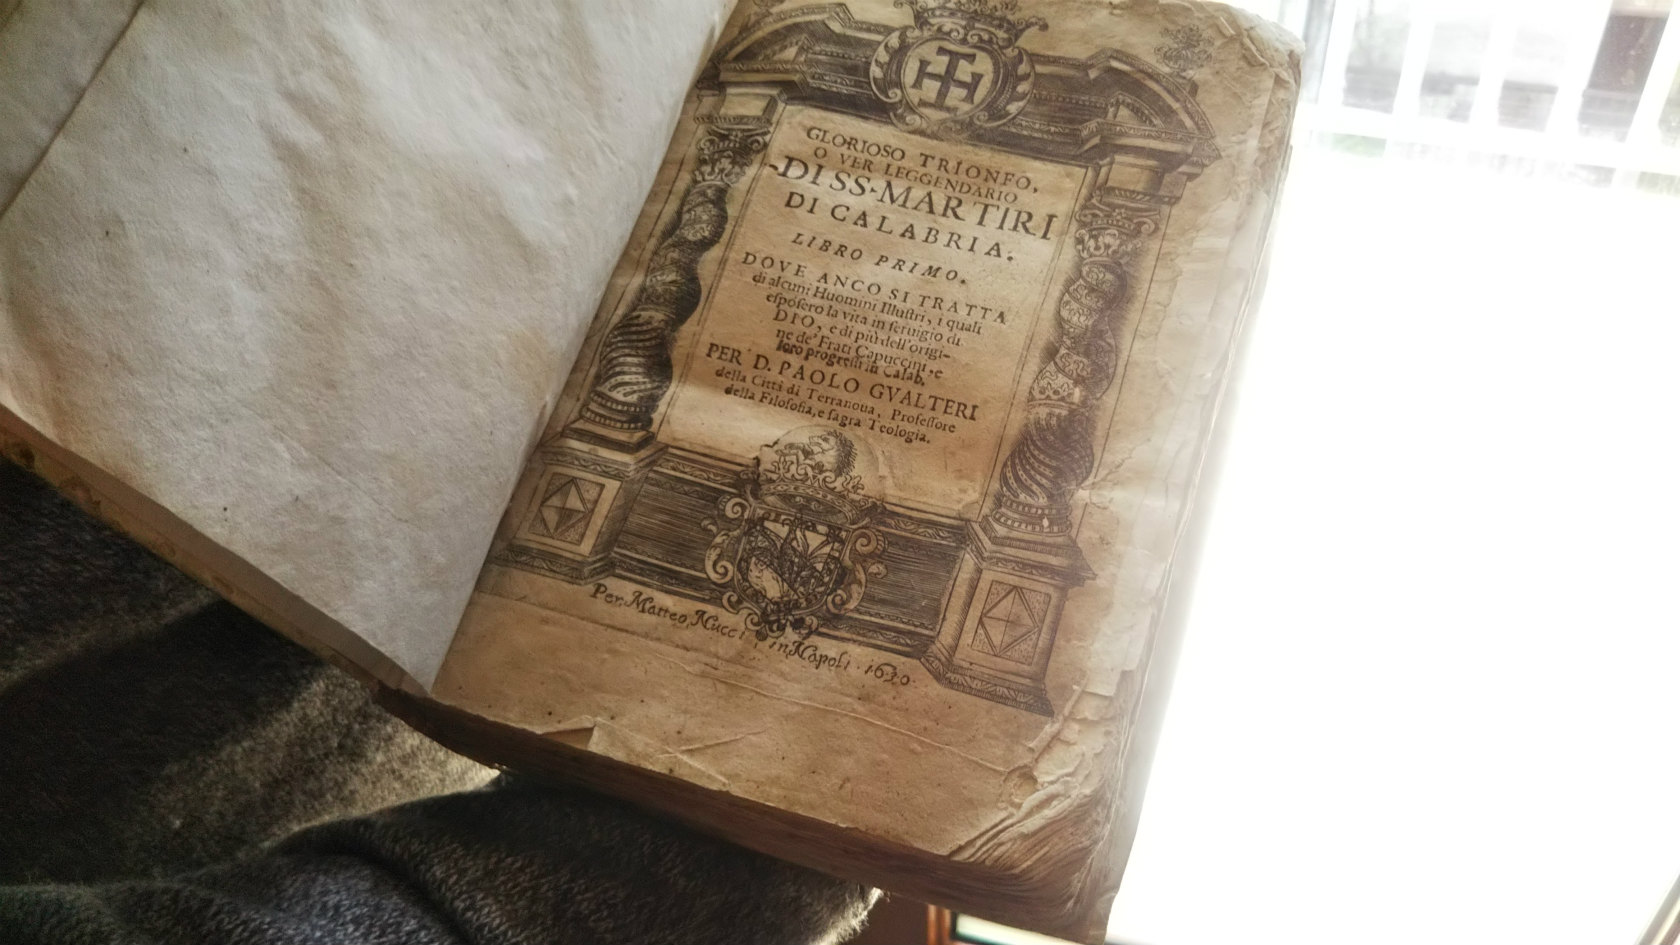 GLORIOSO TRIONFO,
O VER LEGGENDARIO
DI SS. MARTIRI
DI CALABRIA.
LIBRO PRIMO.
DOVE ANCO SI TRATTA
di alcuni Huomini Illuſtri, i quali
eſpoſero la vita in ſeruigio di
DIO, e di più dell'origi-
ne de' Frati Capuccini, e
loro progreſſi in Calab.
PER D. PAOLO GVALTERI
della Città di Terranoua, Profeſſore
della Filoſofia, e ſagra Teologia.
Per Matteo Nucci in Napoli 1630